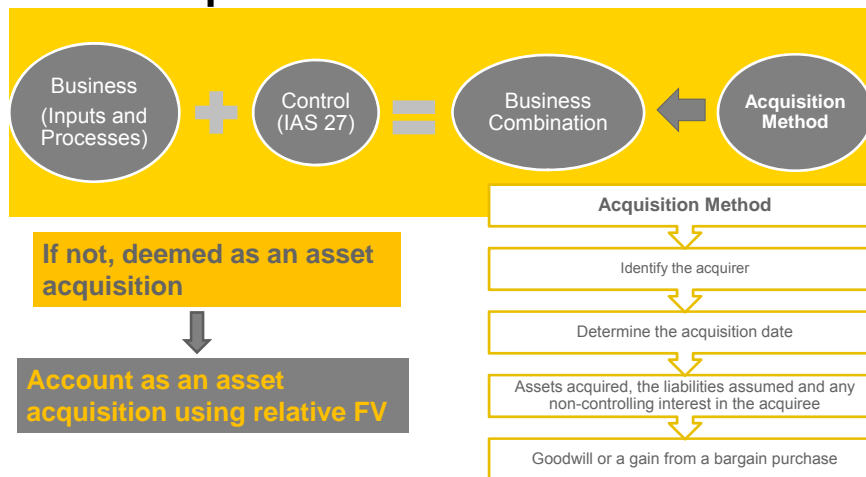 Business
(Inputs and
Processes)
Control
(IAS 27)
Business
Combination
Acquisition
Method
Acquisition Method
If not, deemed as an asset
acquisition
Identify the acquirer
Determine the acquisition date
Account as an asset
acquisition using relative FV
Assets acquired, the liabilities assumed and any
non-controlling interest in the acquiree
Goodwill or a gain from a bargain purchase